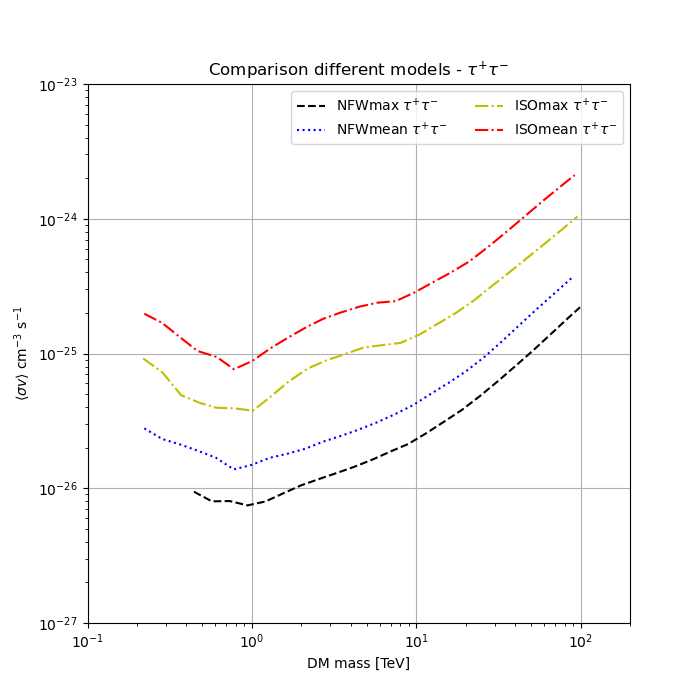 Comparison different models - τ⁺τ⁻
NFWmax τ⁺τ⁻
NFWmean τ⁺τ⁻
ISOmax τ⁺τ⁻
ISOmean τ⁺τ⁻
10⁻²³
10⁻²⁴
10⁻²⁵
10⁻²⁶
10⁻²⁷
⟨σv⟩ cm⁻³ s⁻¹
10⁻¹ 10⁰ 10¹ 10²
DM mass [TeV]